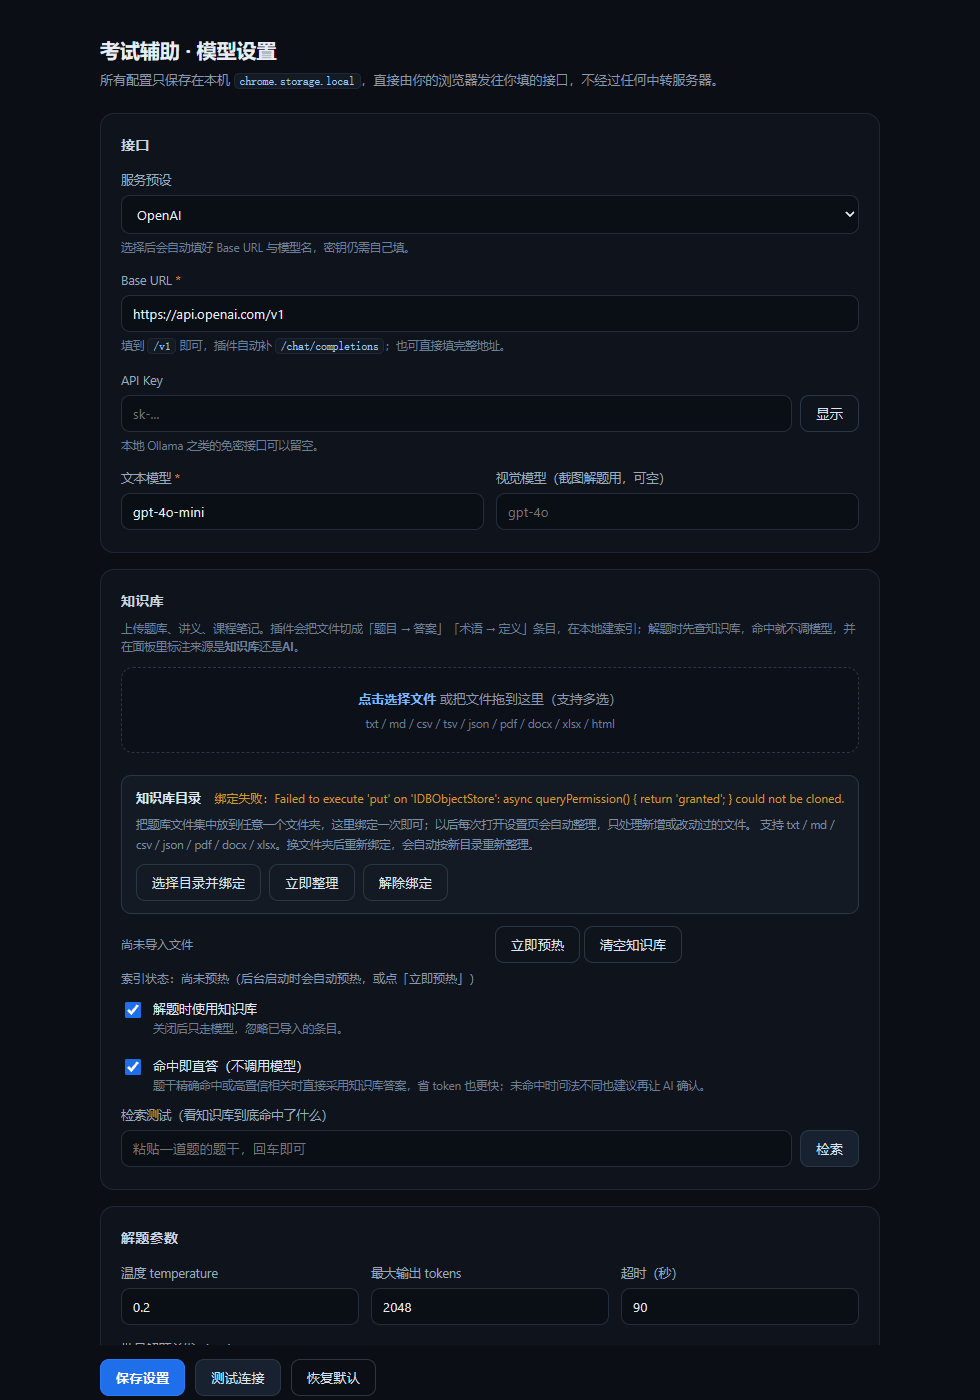 考试辅助 · 模型设置
所有配置只保存在本机 chrome.storage.local，直接由你的浏览器发往你填的接口，不经过任何中转服务器。
接口
服务预设
OpenAI
选择后会自动填好 Base URL 与模型名，密钥仍需自己填。
Base URL *
https://api.openai.com/v1
填到 /v1 即可，插件自动补 /chat/completions；也可直接填完整地址。
API Key
sk-...
显示
本地 Ollama 之类的免密接口可以留空。
文本模型 *
视觉模型（截图解题用，可空）
gpt-4o-mini
gpt-4o
知识库
上传题库、讲义、课程笔记。插件会把文件切成「题目 → 答案」「术语 → 定义」条目，在本地建索引；解题时先查知识库，命中就不调模型，并
在面板里标注来源是知识库还是AI。
点击选择文件 或把文件拖到这里（支持多选）
txt / md / csv / tsv / json / pdf / docx / xlsx / html
知识库目录 绑定失败：Failed to execute 'put' on 'IDBObjectStore': async queryPermission() { return 'granted'; } could not be cloned.
把题库文件集中放到任意一个文件夹，这里绑定一次即可；以后每次打开设置页会自动整理，只处理新增或改动过的文件。 支持 txt / md /
csv / json / pdf / docx / xlsx。换文件夹后重新绑定，会自动按新目录重新整理。
选择目录并绑定 立即整理 解除绑定
尚未导入文件
立即预热 清空知识库
索引状态：尚未预热（后台启动时会自动预热，或点「立即预热」）
解题时使用知识库
关闭后只走模型，忽略已导入的条目。
命中即直答（不调用模型）
题干精确命中或高置信相关时直接采用知识库答案，省 token 也更快；未命中时问法不同也建议再让 AI 确认。
检索测试（看知识库到底命中了什么）
粘贴一道题的题干，回车即可
检索
解题参数
温度 temperature
最大输出 tokens
超时（秒）
0.2
2048
90
保存设置 测试连接 恢复默认